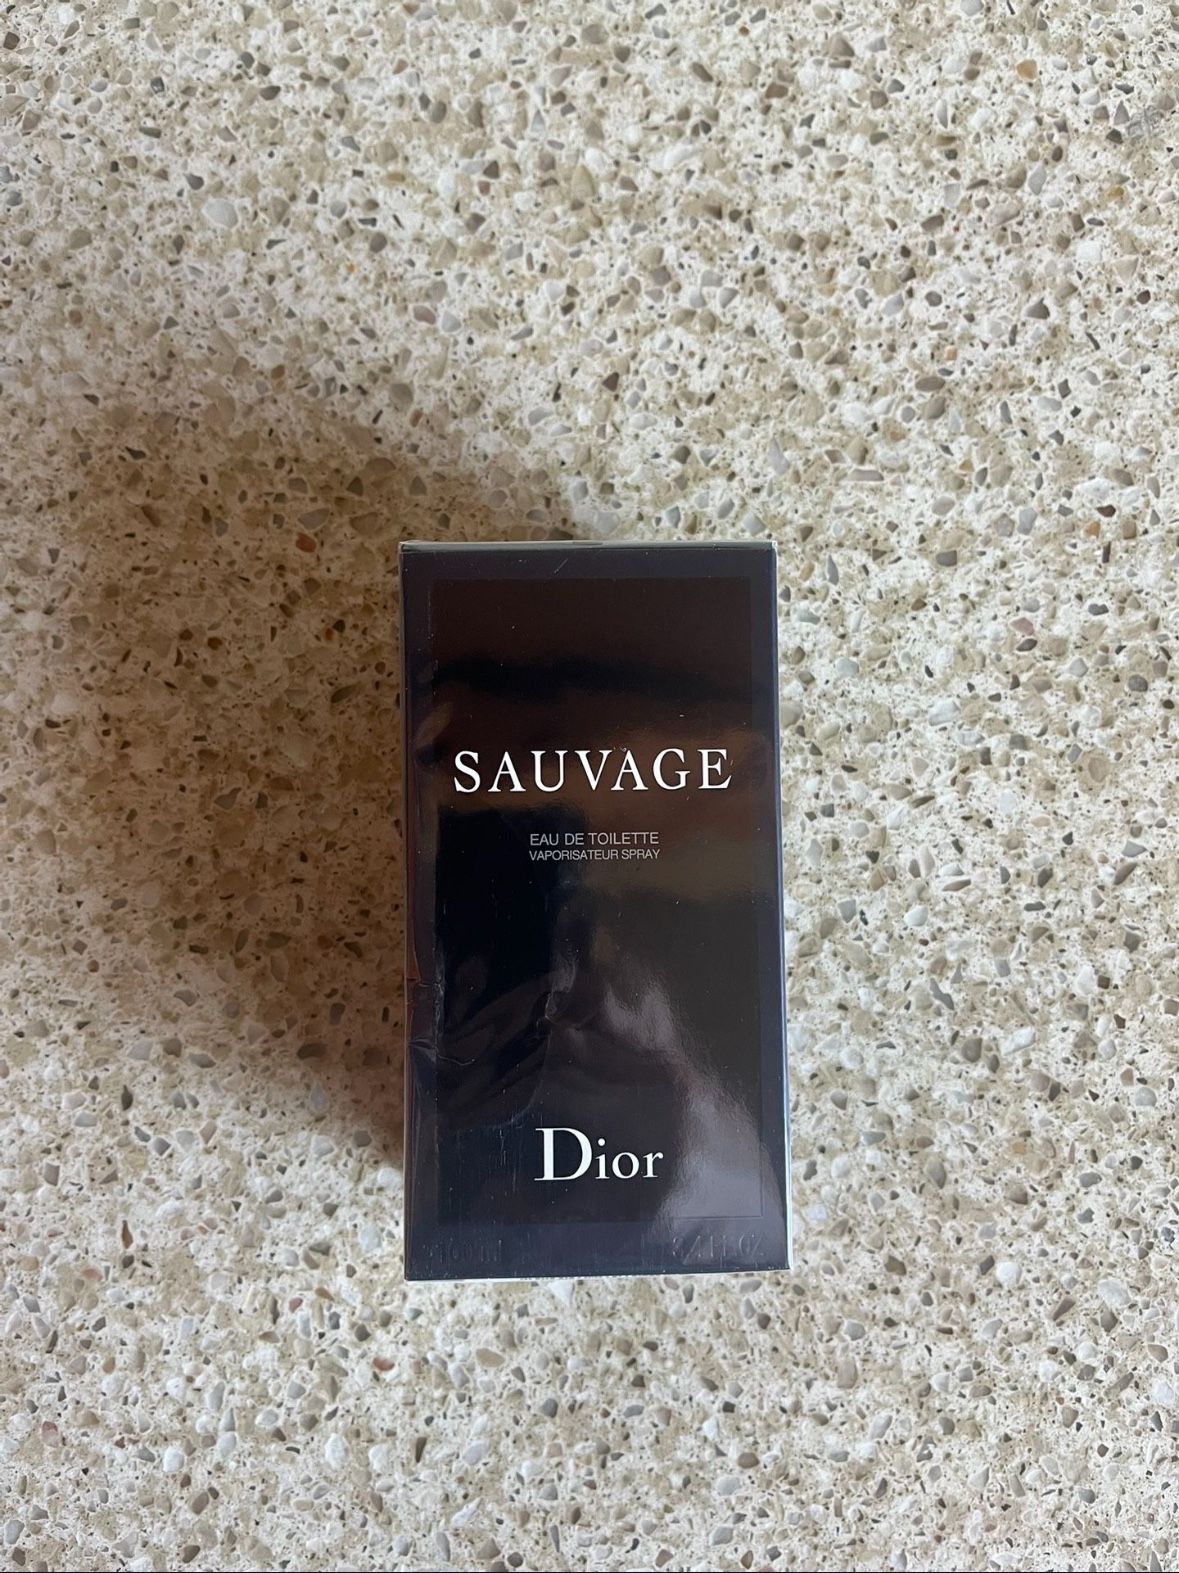 SAUVAGE
EAU DE TOILETTE
VAPORISATEUR SPRAY
Dior